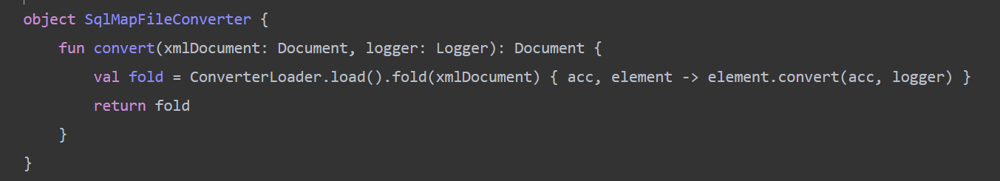 object SqlMapFileConverter {
    fun convert(xmlDocument: Document, logger: Logger): Document {
        val fold = ConverterLoader.load().fold(xmlDocument) { acc, element -> element.convert(acc, logger) }
        return fold
    }
}